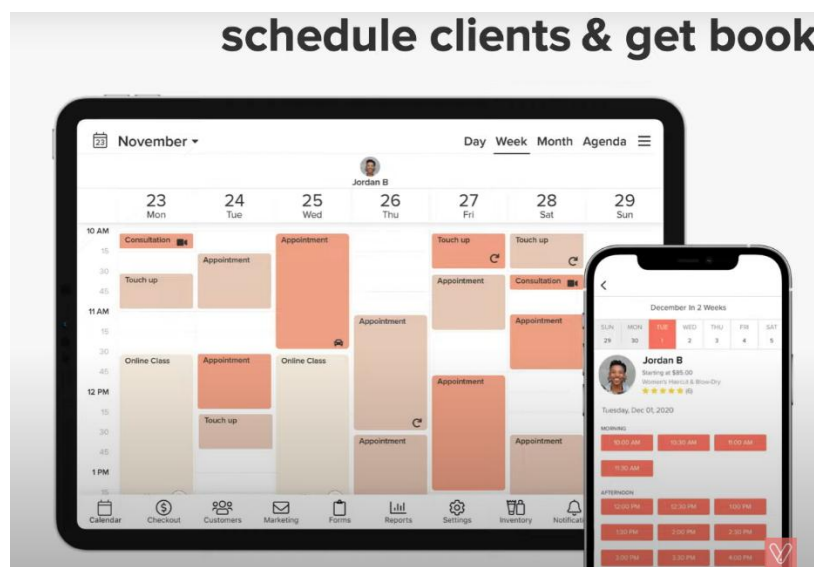 schedule clients & get book
23
November
Day Week Month Agenda
Jordan B
23 24 25 26 27 28 29
Mon Tue Wed Thu Fri Sat Sun
10 AM
Consultation
Appointment
Touch up
Touch up
15
Appointment
30
Touch up
Appointment
Consultation
45
11 AM
Appointment
Appointment
15
30
Online Class
Appointment
Online Class
45
Appointment
12 PM
15
Touch up
30
Appointment
Appointment
45
1 PM
15
Calendar Checkout Customers Marketing Forms Reports Settings Inventory Notificati
December In 2 Weeks
SUN MON TUE WED THU FRI SAT
29 30 1 2 3 4 5
Jordan B
Starting at $85.00
Women's Haircut & Blow-Dry
(6)
Tuesday, Dec 01, 2020
MORNING
10:00 AM 10:30 AM 11:00 AM
11:30 AM
AFTERNOON
12:00 PM 12:30 PM 1:00 PM
1:30 PM 2:00 PM 2:30 PM
3:00 PM 3:30 PM 4:00 PM